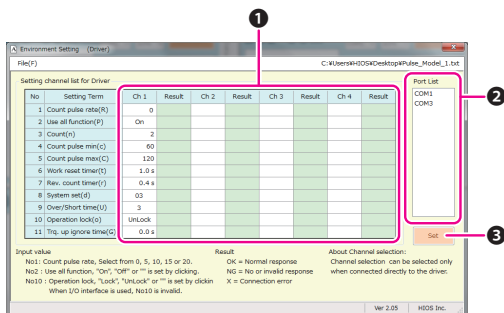 ❶
Environment Setting (Driver)
File(F) C:¥Users¥HIOS¥Desktop¥Pulse_Model_1.txt
Setting channel list for Driver
Port List
No Setting Term Ch 1 Result Ch 2 Result Ch 3 Result Ch 4 Result
1 Count pulse rate(R) 0
2 Use all function(P) On
3 Count(n) 2
4 Count pulse min(c) 60
5 Count pulse max(C) 120
6 Work reset timer(t) 1.0 s
7 Rev. count timer(r) 0.4 s
8 System set(d) 03
9 Over/Short time(U) 3
10 Operation lock(o) UnLock
11 Trq. up ignore time(G) 0.0 s
COM1
COM3
❷
Set
❸
Input value
No1: Count pulse rate, Select from 0, 5, 10, 15 or 20.
No2 : Use all function, "On", "Off" or "" is set by clicking.
No10 : Operation lock, "Lock", "UnLock" or "" is set by clickin
When I/O interface is used, No10 is invalid.
Result
OK = Normal response
NG = No or invalid response
X = Connection error
About Channel selection:
Channel selection can be selected only
when connected directly to the driver.
Ver 2.05 HIOS Inc.